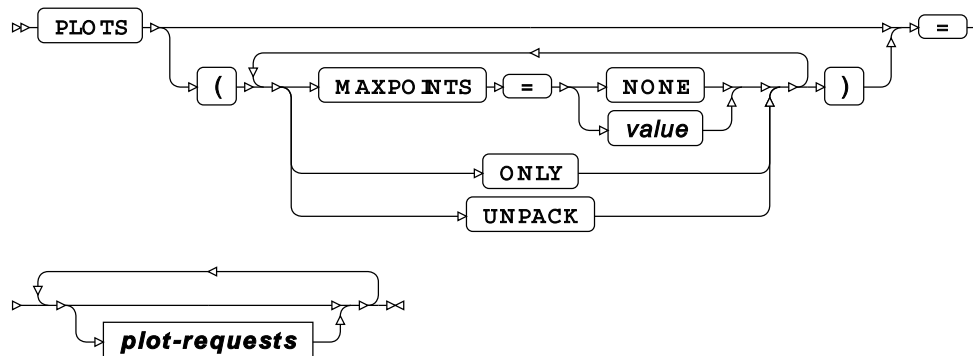 PLOTS =
( MAXPOINTS = NONE )
value
ONLY
UNPACK
plot-requests